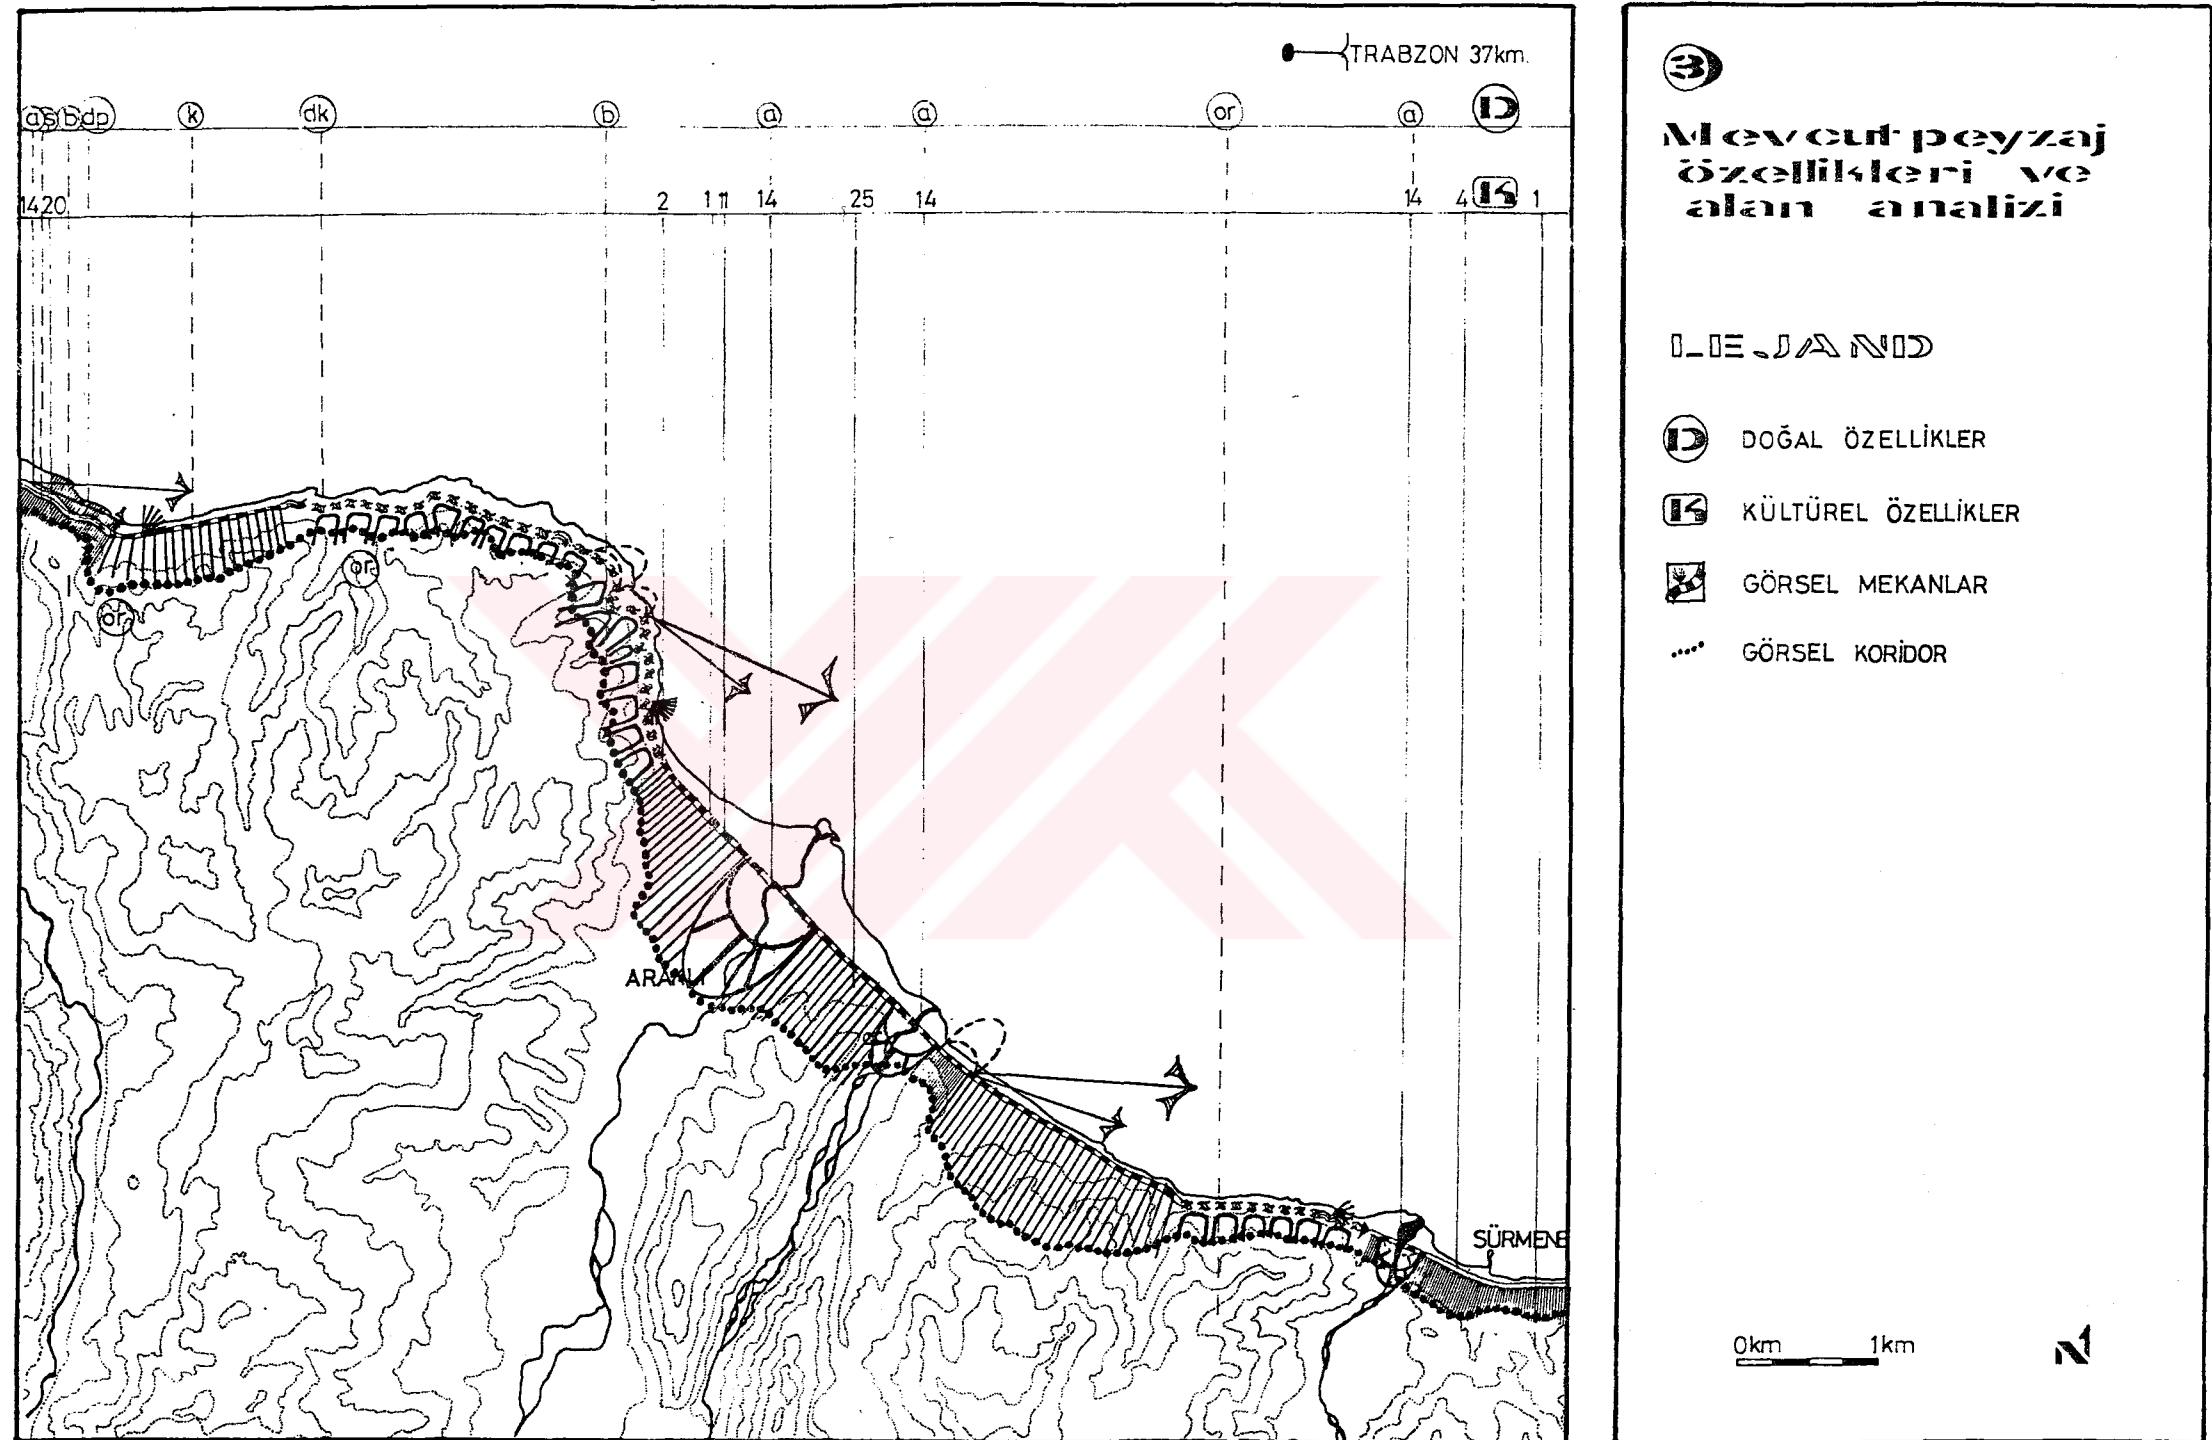 TRABZON 37km.
a s b dp k dk b a a or a D
14 20 2 1 11 14 25 14 14 4 K 1
or
or
ARAKLI
SÜRMENE
3
Mevcut peyzaj
özellikleri ve
alan analizi
LEJAND
D DOĞAL ÖZELLİKLER
K KÜLTÜREL ÖZELLİKLER
GÖRSEL MEKANLAR
GÖRSEL KORİDOR
0km 1km
N